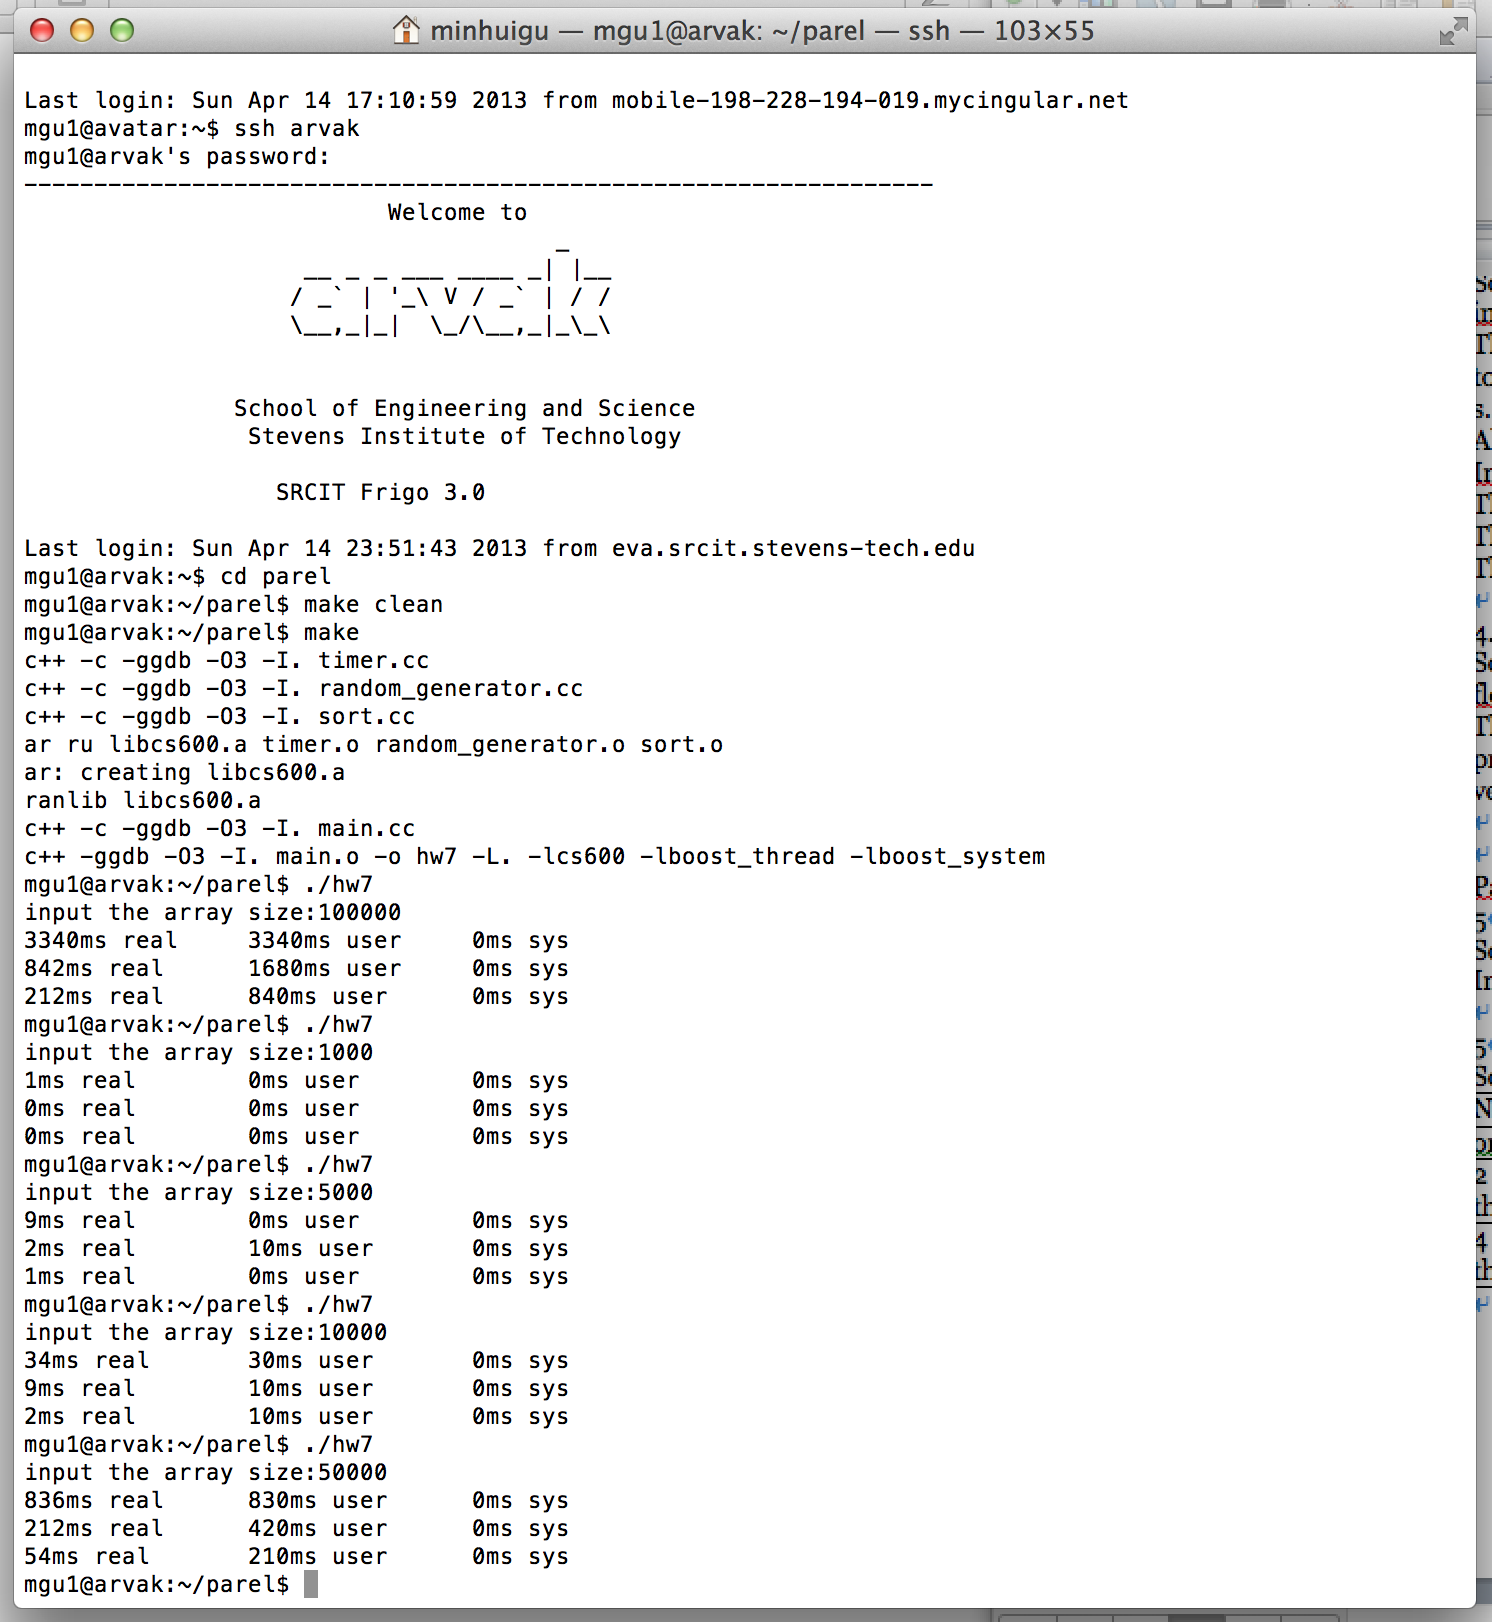 minhuigu — mgu1@arvak: ~/parel — ssh — 103×55
Last login: Sun Apr 14 17:10:59 2013 from mobile-198-228-194-019.mycingular.net
mgu1@avatar:~$ ssh arvak
mgu1@arvak's password:
-----------------------------------------------------------------
                          Welcome to
                                      _
                    __ _ _ ___ ____ _| |__
                   / _` | '_\ V / _` | / /
                   \__,_|_|  \_/\__,_|_\_\
               School of Engineering and Science
                Stevens Institute of Technology
                  SRCIT Frigo 3.0
Last login: Sun Apr 14 23:51:43 2013 from eva.srcit.stevens-tech.edu
mgu1@arvak:~$ cd parel
mgu1@arvak:~/parel$ make clean
mgu1@arvak:~/parel$ make
c++ -c -ggdb -O3 -I. timer.cc
c++ -c -ggdb -O3 -I. random_generator.cc
c++ -c -ggdb -O3 -I. sort.cc
ar ru libcs600.a timer.o random_generator.o sort.o
ar: creating libcs600.a
ranlib libcs600.a
c++ -c -ggdb -O3 -I. main.cc
c++ -ggdb -O3 -I. main.o -o hw7 -L. -lcs600 -lboost_thread -lboost_system
mgu1@arvak:~/parel$ ./hw7
input the array size:100000
3340ms real     3340ms user     0ms sys
842ms real      1680ms user     0ms sys
212ms real      840ms user      0ms sys
mgu1@arvak:~/parel$ ./hw7
input the array size:1000
1ms real        0ms user        0ms sys
0ms real        0ms user        0ms sys
0ms real        0ms user        0ms sys
mgu1@arvak:~/parel$ ./hw7
input the array size:5000
9ms real        0ms user        0ms sys
2ms real        10ms user       0ms sys
1ms real        0ms user        0ms sys
mgu1@arvak:~/parel$ ./hw7
input the array size:10000
34ms real       30ms user       0ms sys
9ms real        10ms user       0ms sys
2ms real        10ms user       0ms sys
mgu1@arvak:~/parel$ ./hw7
input the array size:50000
836ms real      830ms user      0ms sys
212ms real      420ms user      0ms sys
54ms real       210ms user      0ms sys
mgu1@arvak:~/parel$